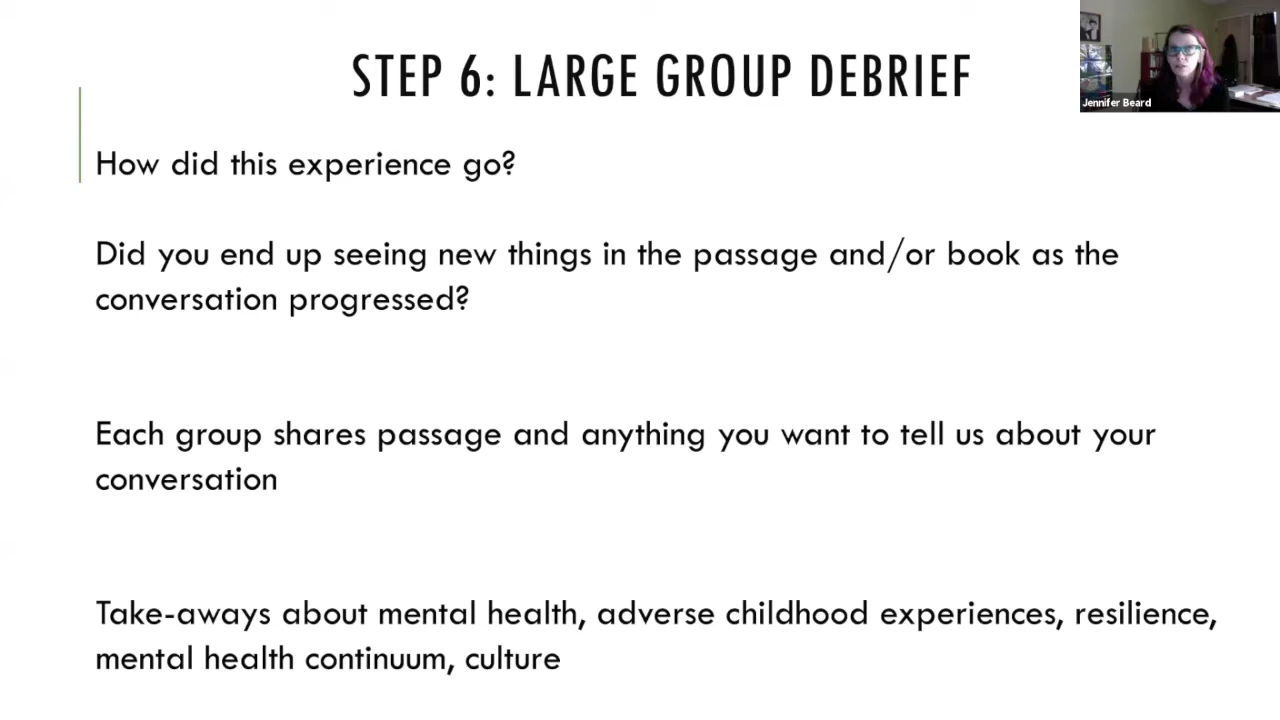 STEP 6: LARGE GROUP DEBRIEF
Jennifer Beard
How did this experience go?
Did you end up seeing new things in the passage and/or book as the
conversation progressed?
Each group shares passage and anything you want to tell us about your
conversation
Take-aways about mental health, adverse childhood experiences, resilience,
mental health continuum, culture